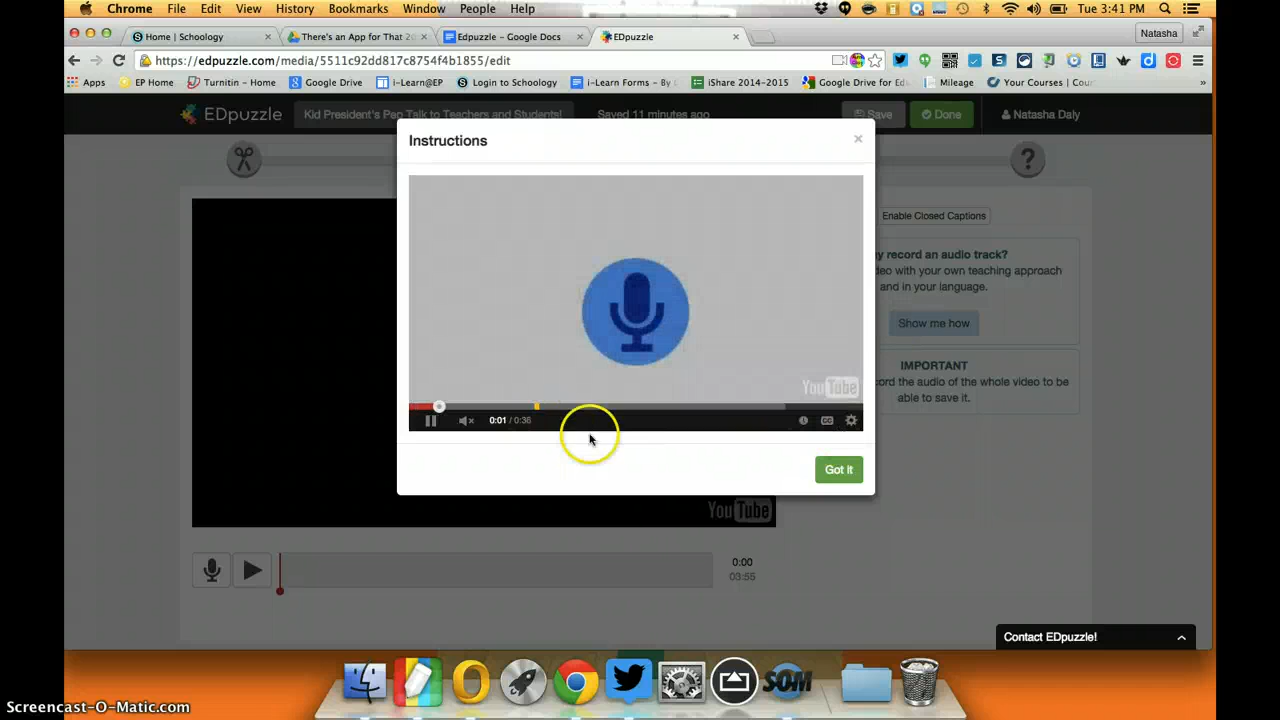 Chrome File Edit View History Bookmarks Window People Help Tue 3:41 PM
Home | Schoology There's an App for That 20 Edpuzzle - Google Docs EDpuzzle Natasha
https://edpuzzle.com/media/5511c92dd817c8754f4b1855/edit
Apps EP Home Turnitin - Home Google Drive i-Learn@EP Login to Schoology i-Learn Forms - By iShare 2014-2015 Google Drive for Ed Mileage Your Courses | Cour »
EDpuzzle Kid President's Pep Talk to Teachers and Students! Saved 11 minutes ago Save Done Natasha Daly
Instructions ×
?
Enable Closed Captions
y record an audio track?
deo with your own teaching approach
and in your language.
Show me how
IMPORTANT
ord the audio of the whole video to be
able to save it.
YouTube
0:01 / 0:36 CC
Got it
YouTube
0:00
03:55
Contact EDpuzzle!
SOM
Screencast-O-Matic.com